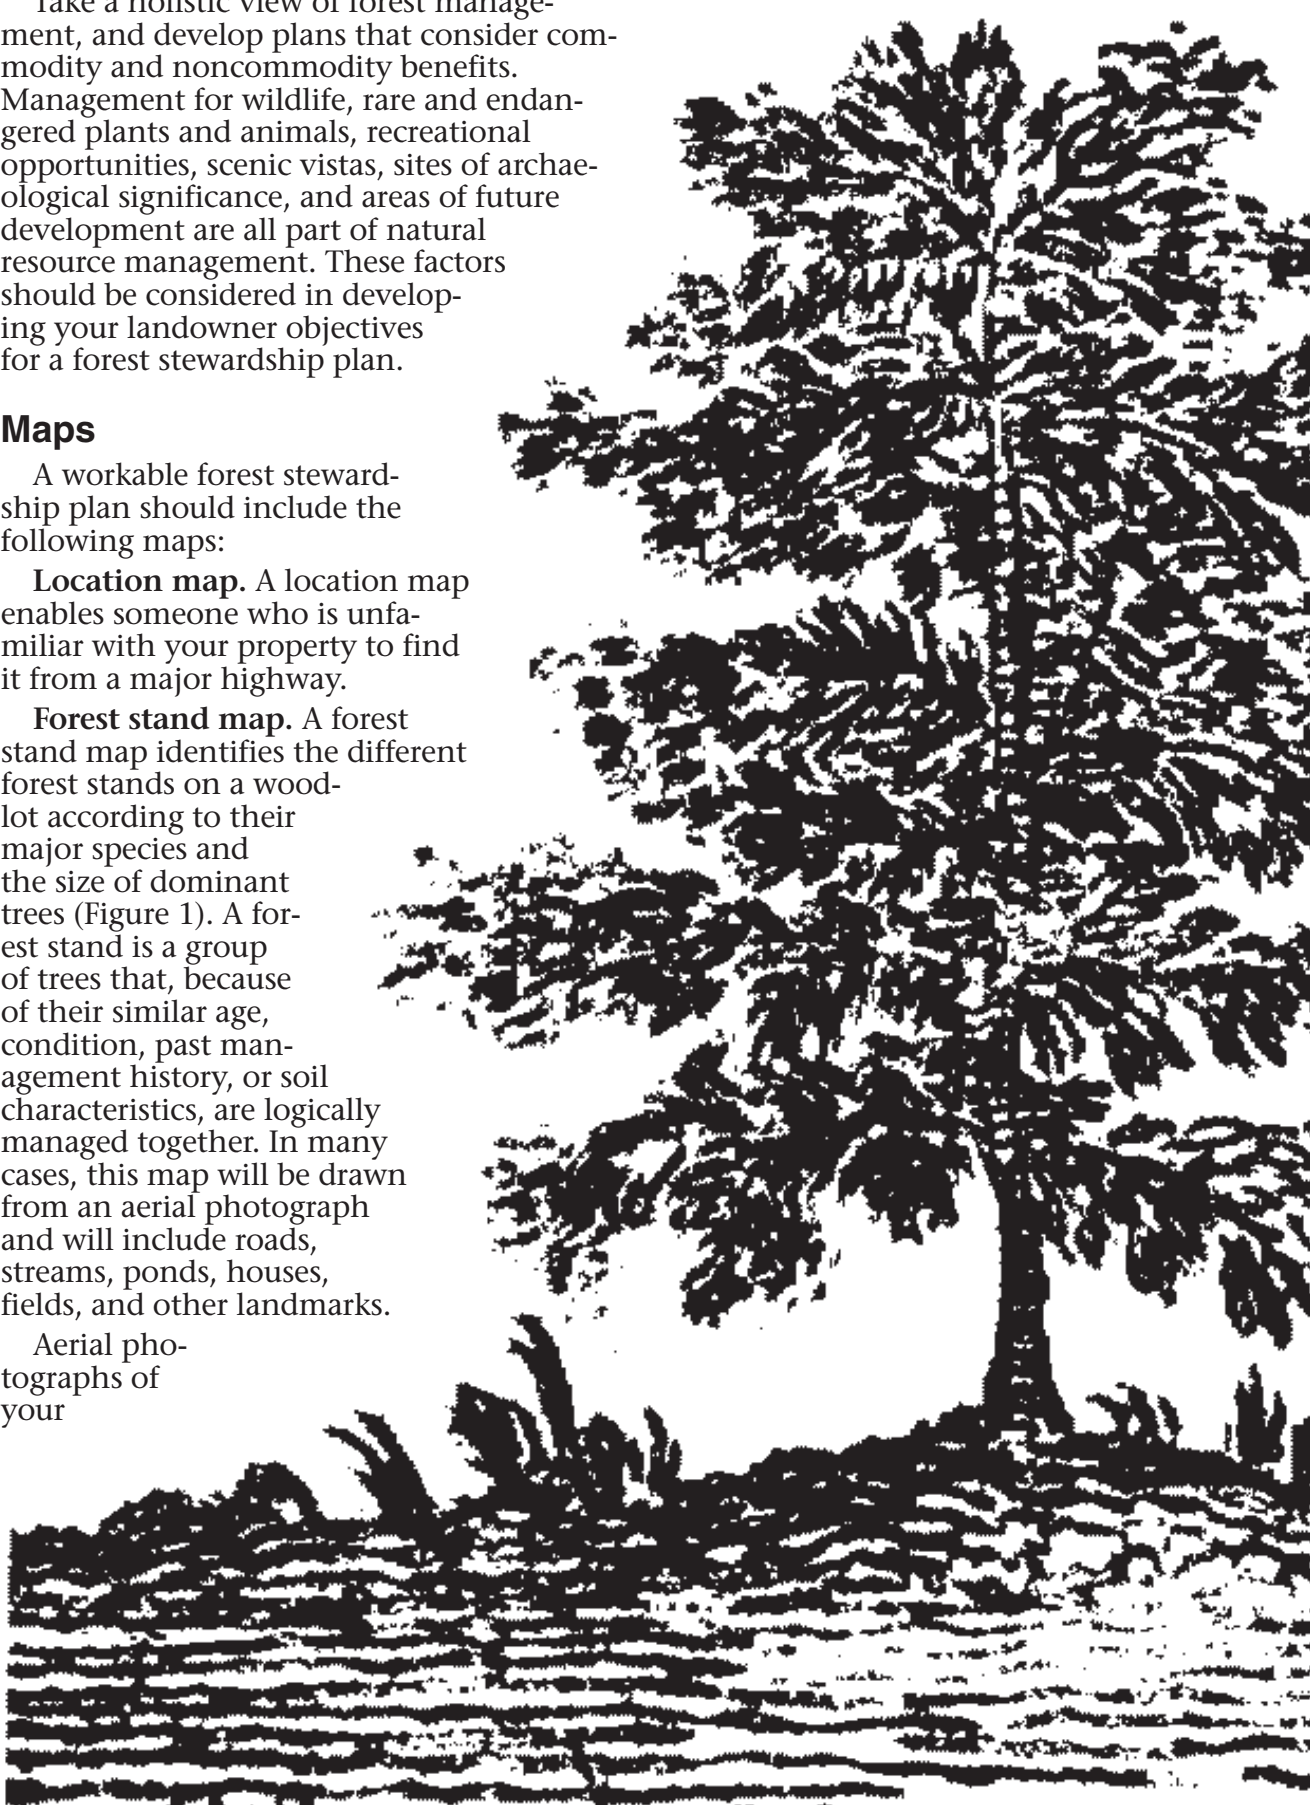 Take a holistic view of forest manage-
ment, and develop plans that consider com-
modity and noncommodity benefits.
Management for wildlife, rare and endan-
gered plants and animals, recreational
opportunities, scenic vistas, sites of archae-
ological significance, and areas of future
development are all part of natural
resource management. These factors
should be considered in develop-
ing your landowner objectives
for a forest stewardship plan.
Maps
A workable forest steward-
ship plan should include the
following maps:
Location map. A location map
enables someone who is unfa-
miliar with your property to find
it from a major highway.
Forest stand map. A forest
stand map identifies the different
forest stands on a wood-
lot according to their
major species and
the size of dominant
trees (Figure 1). A for-
est stand is a group
of trees that, because
of their similar age,
condition, past man-
agement history, or soil
characteristics, are logically
managed together. In many
cases, this map will be drawn
from an aerial photograph
and will include roads,
streams, ponds, houses,
fields, and other landmarks.
Aerial pho-
tographs of
your